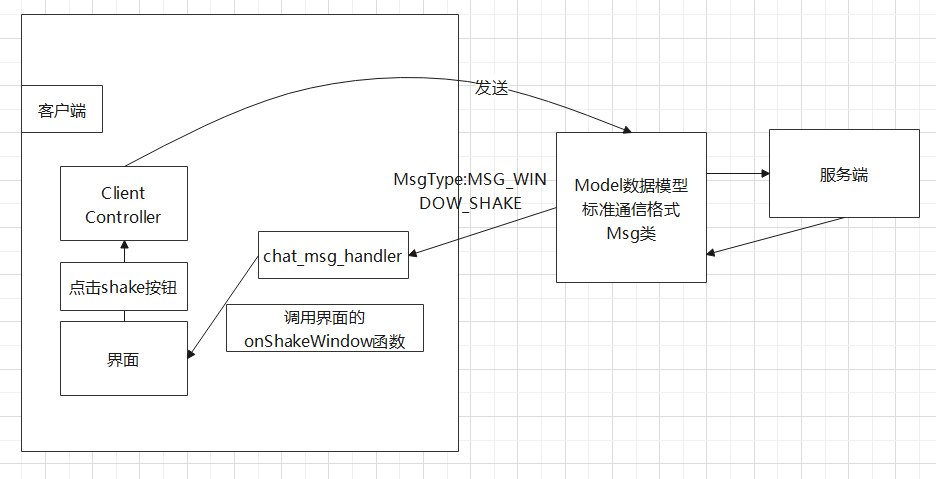 发送
客户端
Client
Controller
MsgType:MSG_WIN
DOW_SHAKE
Model数据模型
标准通信格式
Msg类
服务端
chat_msg_handler
点击shake按钮
调用界面的
onShakeWindow函数
界面